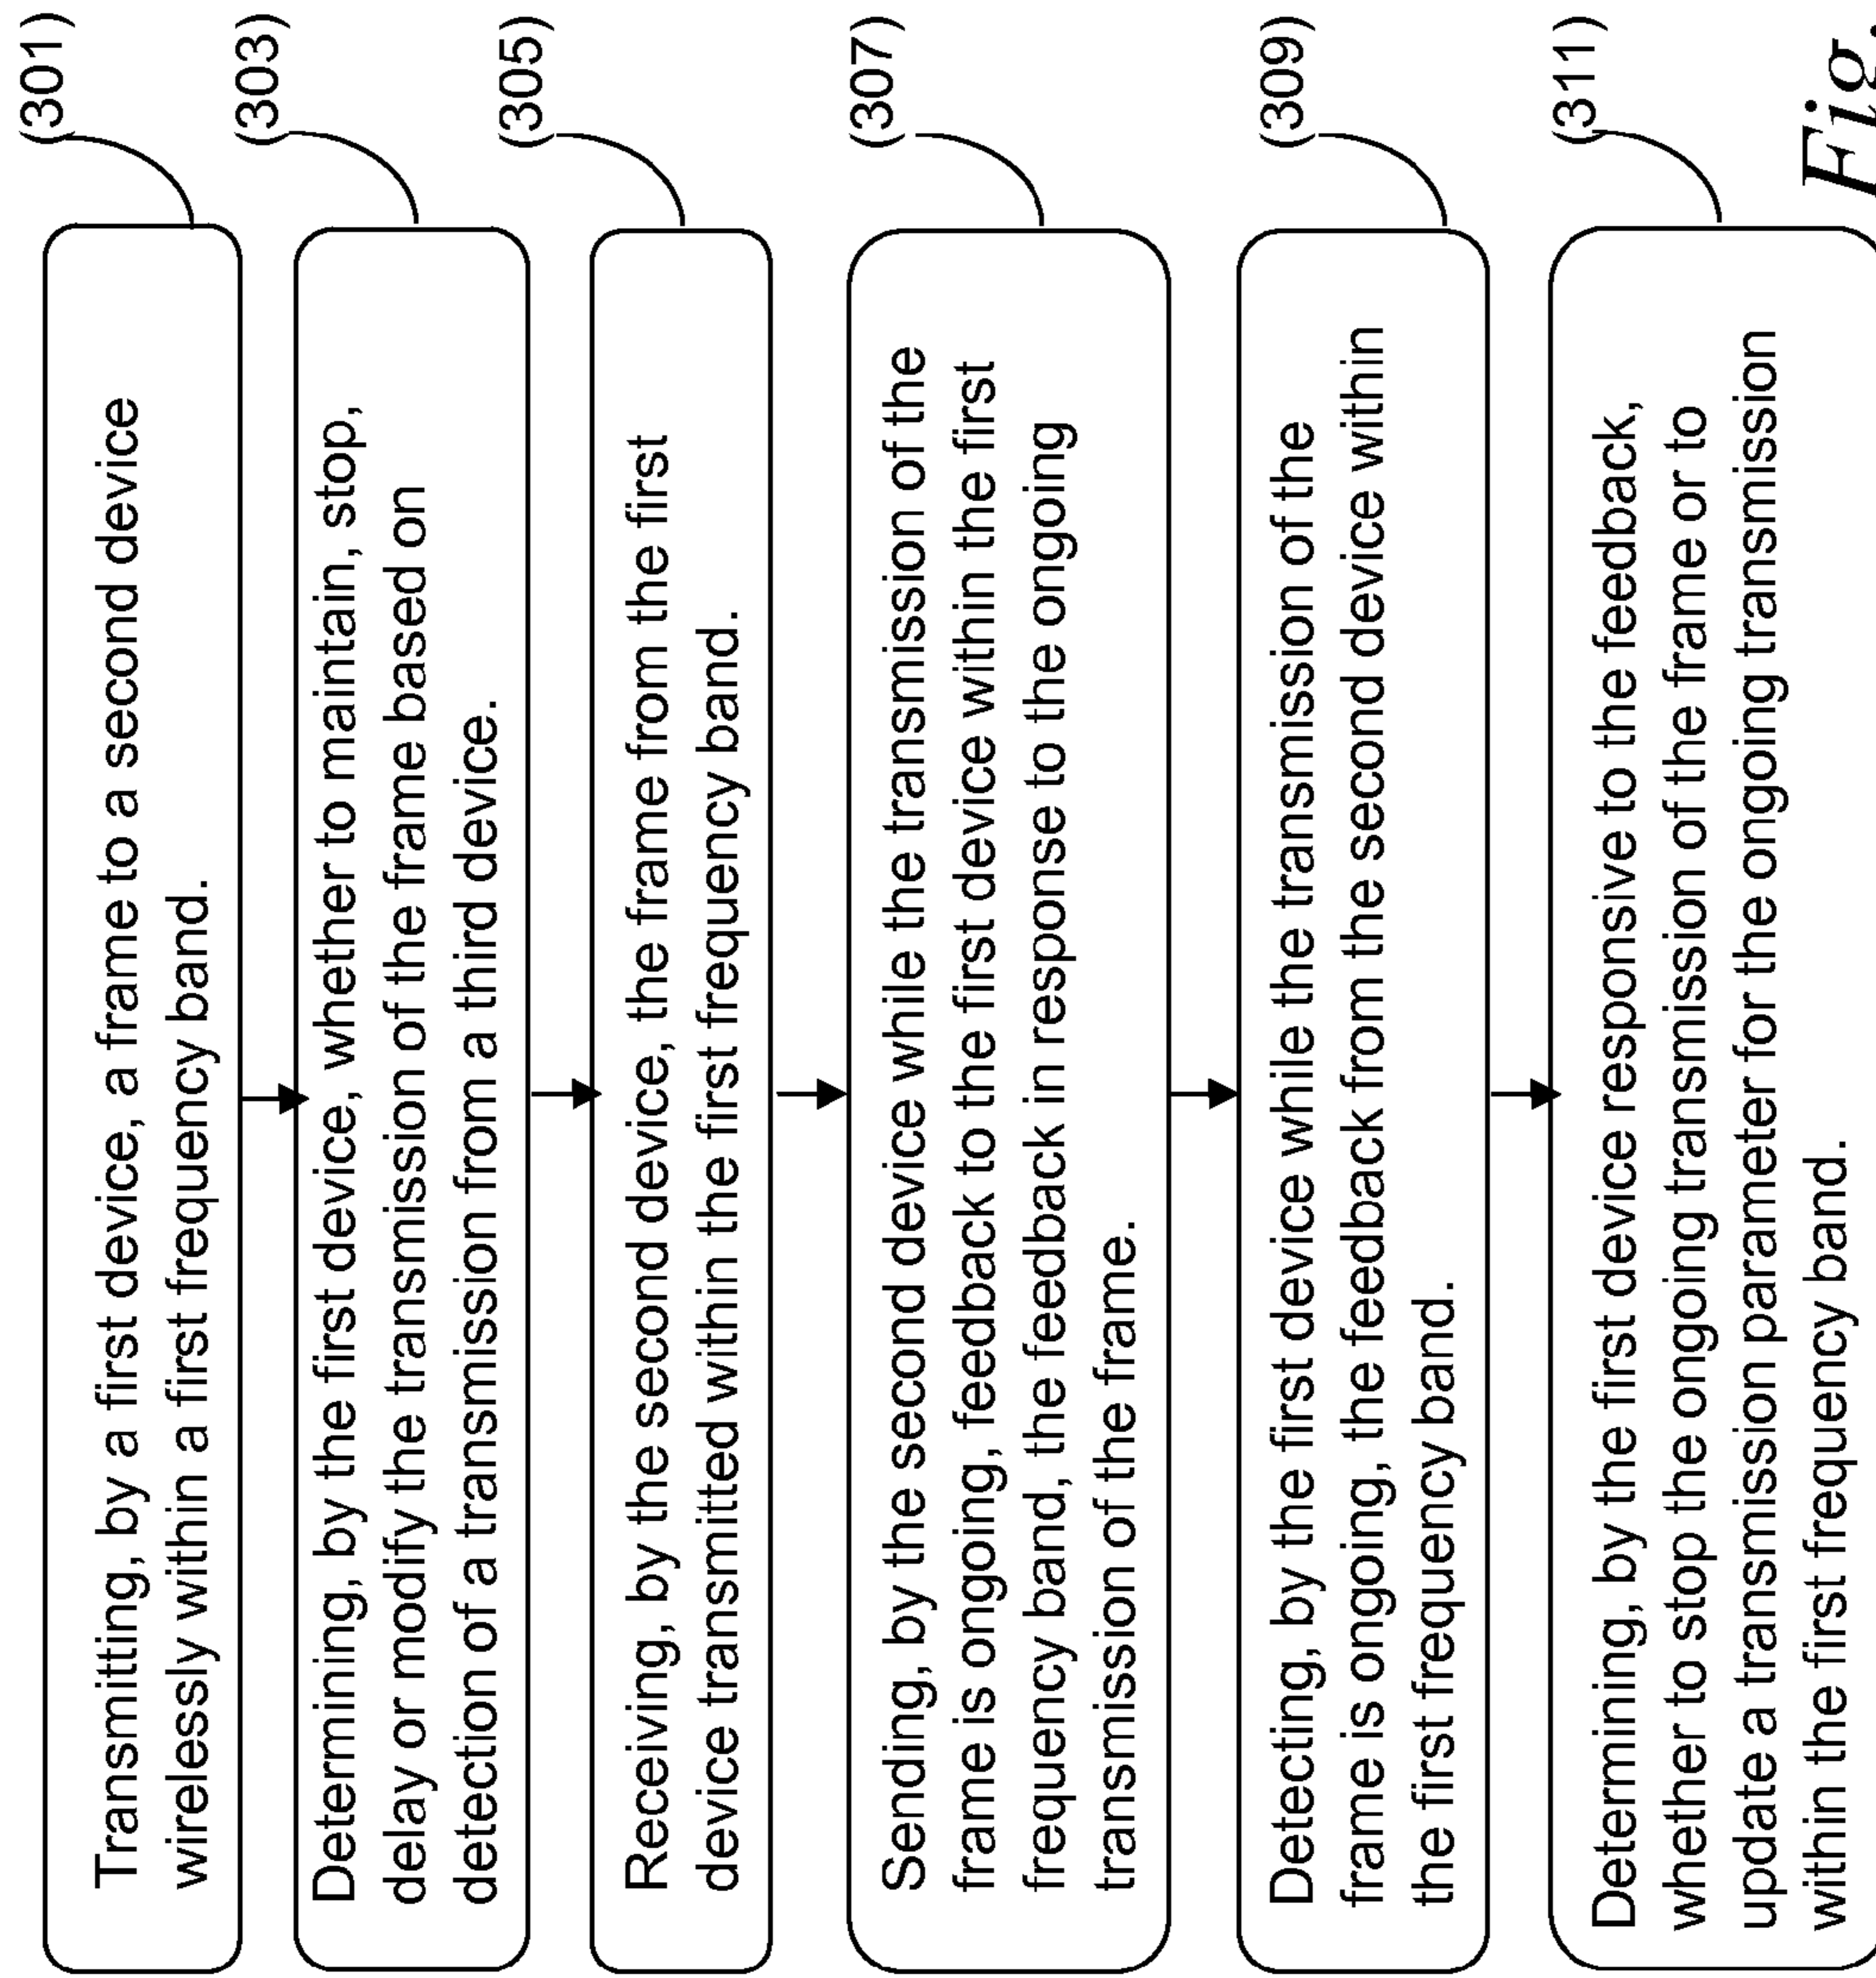 Transmitting, by a first device, a frame to a second device
wirelessly within a first frequency band.
(301)
Determining, by the first device, whether to maintain, stop,
delay or modify the transmission of the frame based on
detection of a transmission from a third device.
(303)
Receiving, by the second device, the frame from the first
device transmitted within the first frequency band.
(305)
Sending, by the second device while the transmission of the
frame is ongoing, feedback to the first device within the first
frequency band, the feedback in response to the ongoing
transmission of the frame.
(307)
Detecting, by the first device while the transmission of the
frame is ongoing, the feedback from the second device within
the first frequency band.
(309)
Determining, by the first device responsive to the feedback,
whether to stop the ongoing transmission of the frame or to
update a transmission parameter for the ongoing transmission
within the first frequency band.
(311)
Fig.